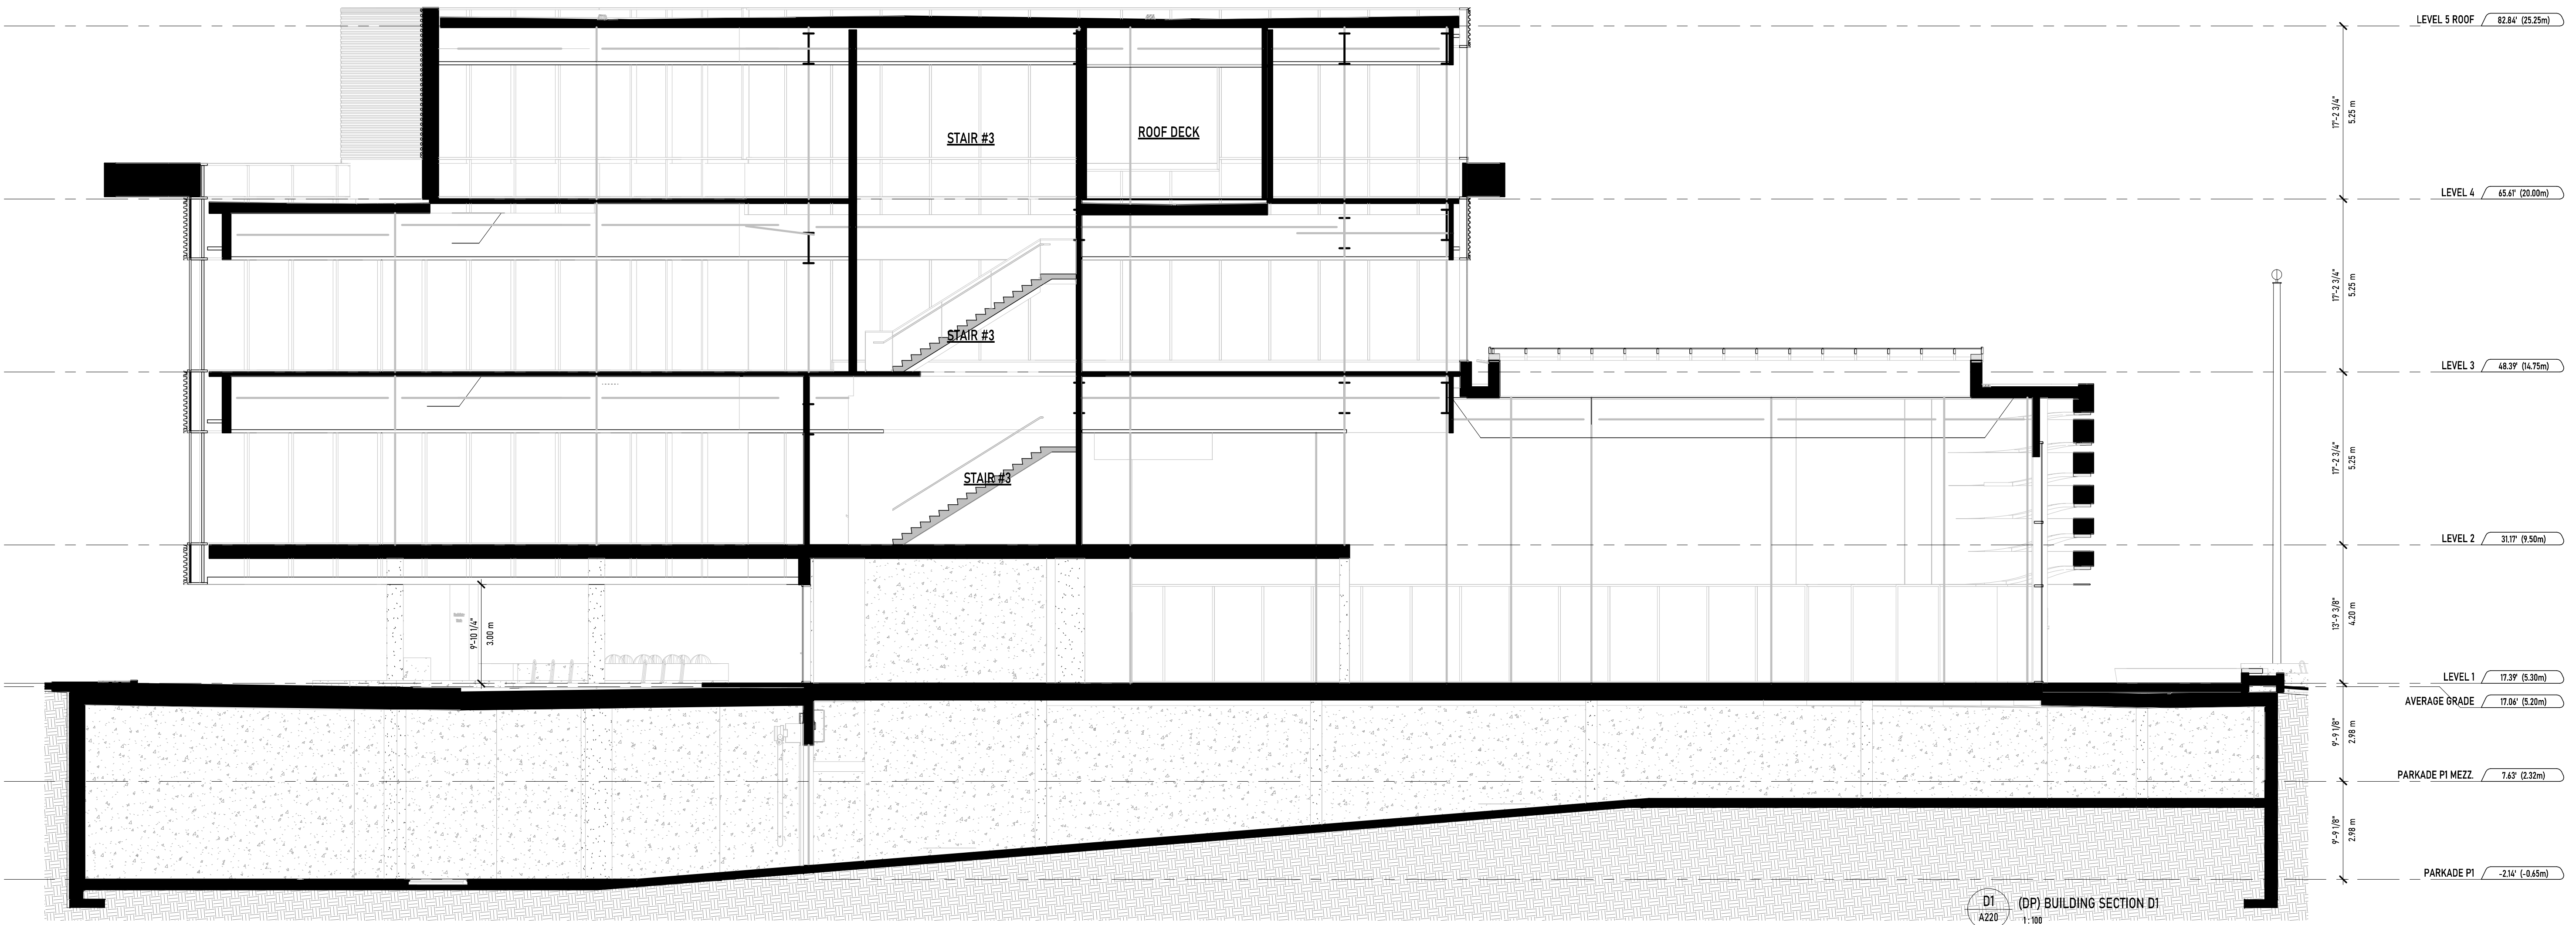 LEVEL 5 ROOF 82.84' (25.25m)
17'-2 3/4"
5.25 m
STAIR #3
ROOF DECK
LEVEL 4 65.61' (20.00m)
17'-2 3/4"
5.25 m
STAIR #3
LEVEL 3 48.39' (14.75m)
17'-2 3/4"
5.25 m
STAIR #3
LEVEL 2 31.17' (9.50m)
13'-9 3/8"
4.20 m
9'-10 1/4"
3.00 m
LEVEL 1 17.39' (5.30m)
AVERAGE GRADE 17.06' (5.20m)
9'-9 1/8"
2.98 m
PARKADE P1 MEZZ. 7.63' (2.32m)
9'-9 1/8"
2.98 m
PARKADE P1 -2.14' (-0.65m)
D1
A220
(DP) BUILDING SECTION D1
1 : 100